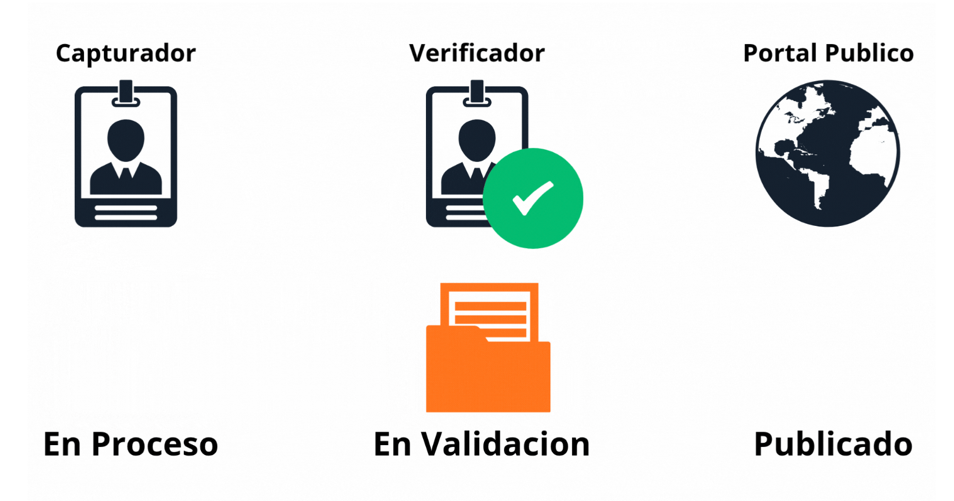 Capturador
Verificador
Portal Publico
En Proceso
En Validacion
Publicado